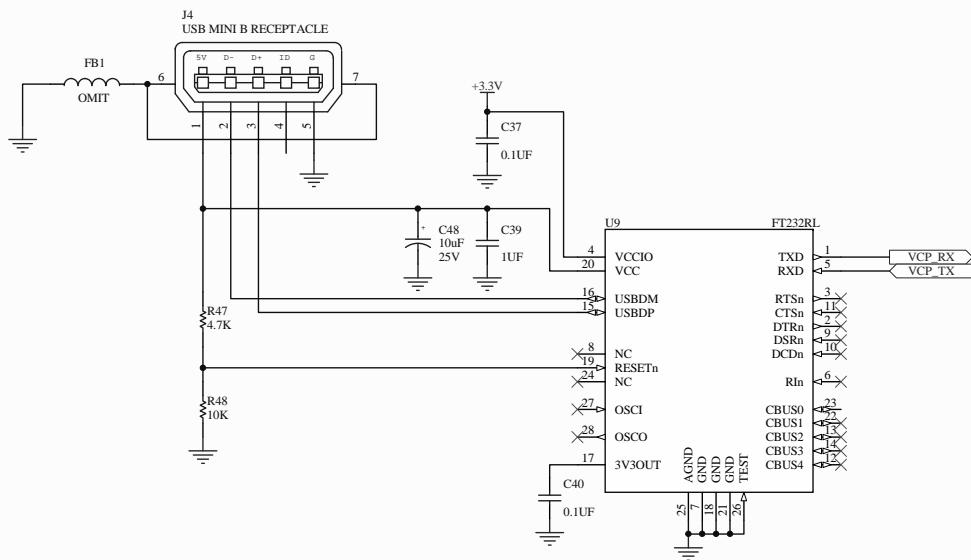 J4
USB MINI B RECEPTACLE
5V D- D+ ID G
FB1
6
7
OMIT
1
2
3
4
5
+3.3V
C37
0.1UF
U9
FT232RL
C48
10uF
25V
+
C39
1UF
4
VCCIO
TXD
1
VCP_RX
20
VCC
RXD
5
VCP_TX
16
USBDM
RTSn
3
15
USBDP
CTSn
11
DTRn
2
DSRn
9
R47
4.7K
8
NC
DCDn
10
19
RESETn
24
NC
RIn
6
R48
10K
27
OSCI
CBUS0
23
CBUS1
22
28
OSCO
CBUS2
13
CBUS3
14
17
3V3OUT
CBUS4
12
C40
0.1UF
AGND
GND
GND
GND
TEST
25
7
18
21
26